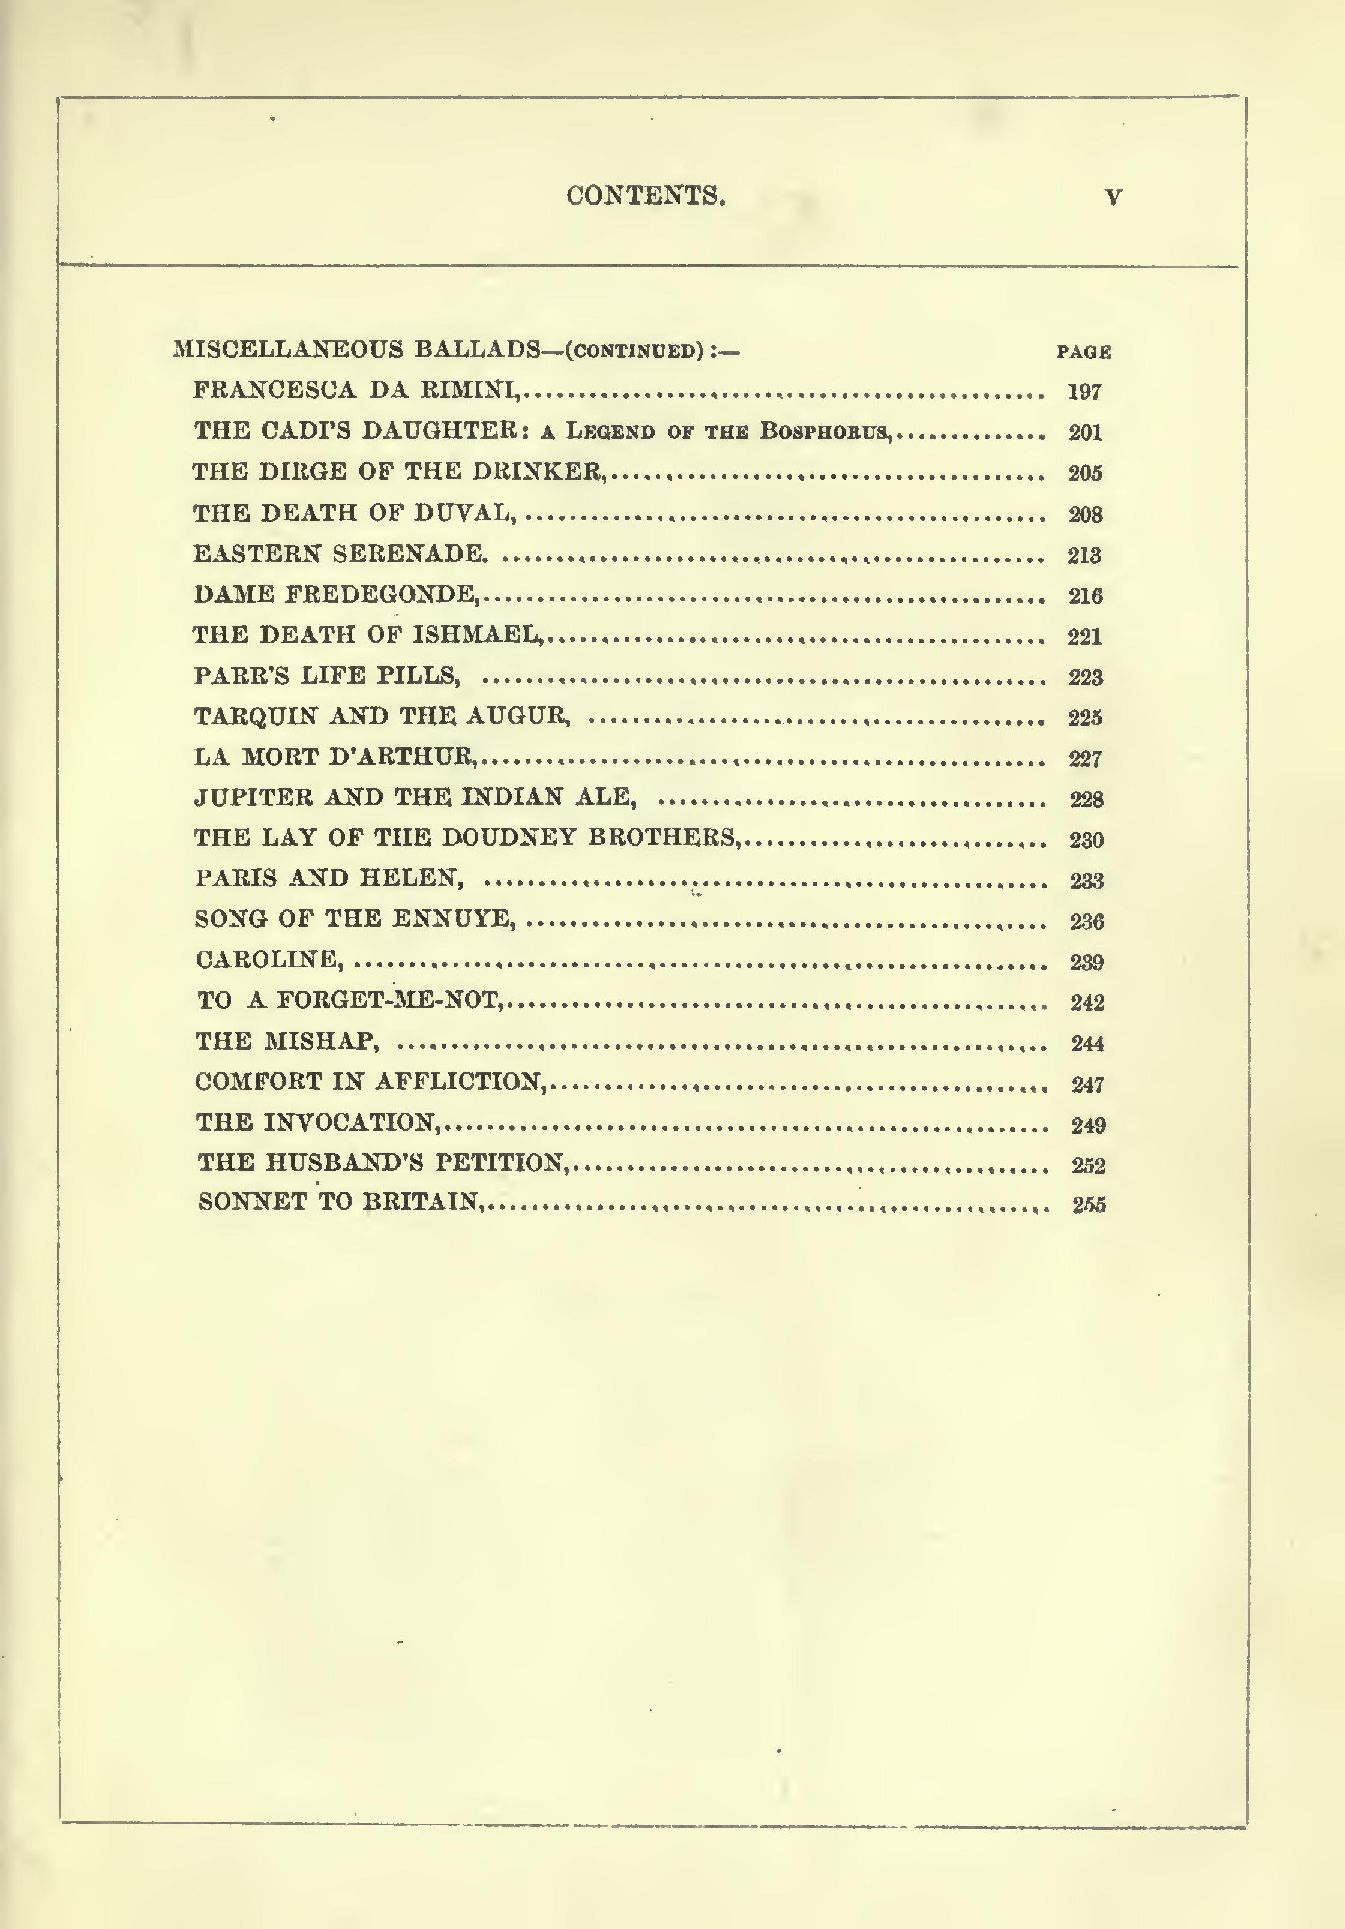 CONTENTS. V
MISCELLANEOUS BALLADS—(CONTINUED) :— PAGE
FRANCESCA DA RIMINI,................................................ 197
THE CADI'S DAUGHTER: A LEGEND OF THE BOSPHORUS,.............. 201
THE DIRGE OF THE DRINKER,........................................ 205
THE DEATH OF DUVAL, ................................................ 208
EASTERN SERENADE. .................................................. 213
DAME FREDEGONDE,.................................................... 216
THE DEATH OF ISHMAEL,.............................................. 221
PARR'S LIFE PILLS, .................................................... 223
TARQUIN AND THE AUGUR, .......................................... 225
LA MORT D'ARTHUR,.................................................... 227
JUPITER AND THE INDIAN ALE, .................................... 228
THE LAY OF THE DOUDNEY BROTHERS,............................ 230
PARIS AND HELEN, .................................................... 233
SONG OF THE ENNUYE, ................................................ 236
CAROLINE, ................................................................ 239
TO A FORGET-ME-NOT,.................................................. 242
THE MISHAP, ............................................................ 244
COMFORT IN AFFLICTION,.............................................. 247
THE INVOCATION,........................................................ 249
THE HUSBAND'S PETITION,............................................ 252
SONNET TO BRITAIN,.................................................... 255